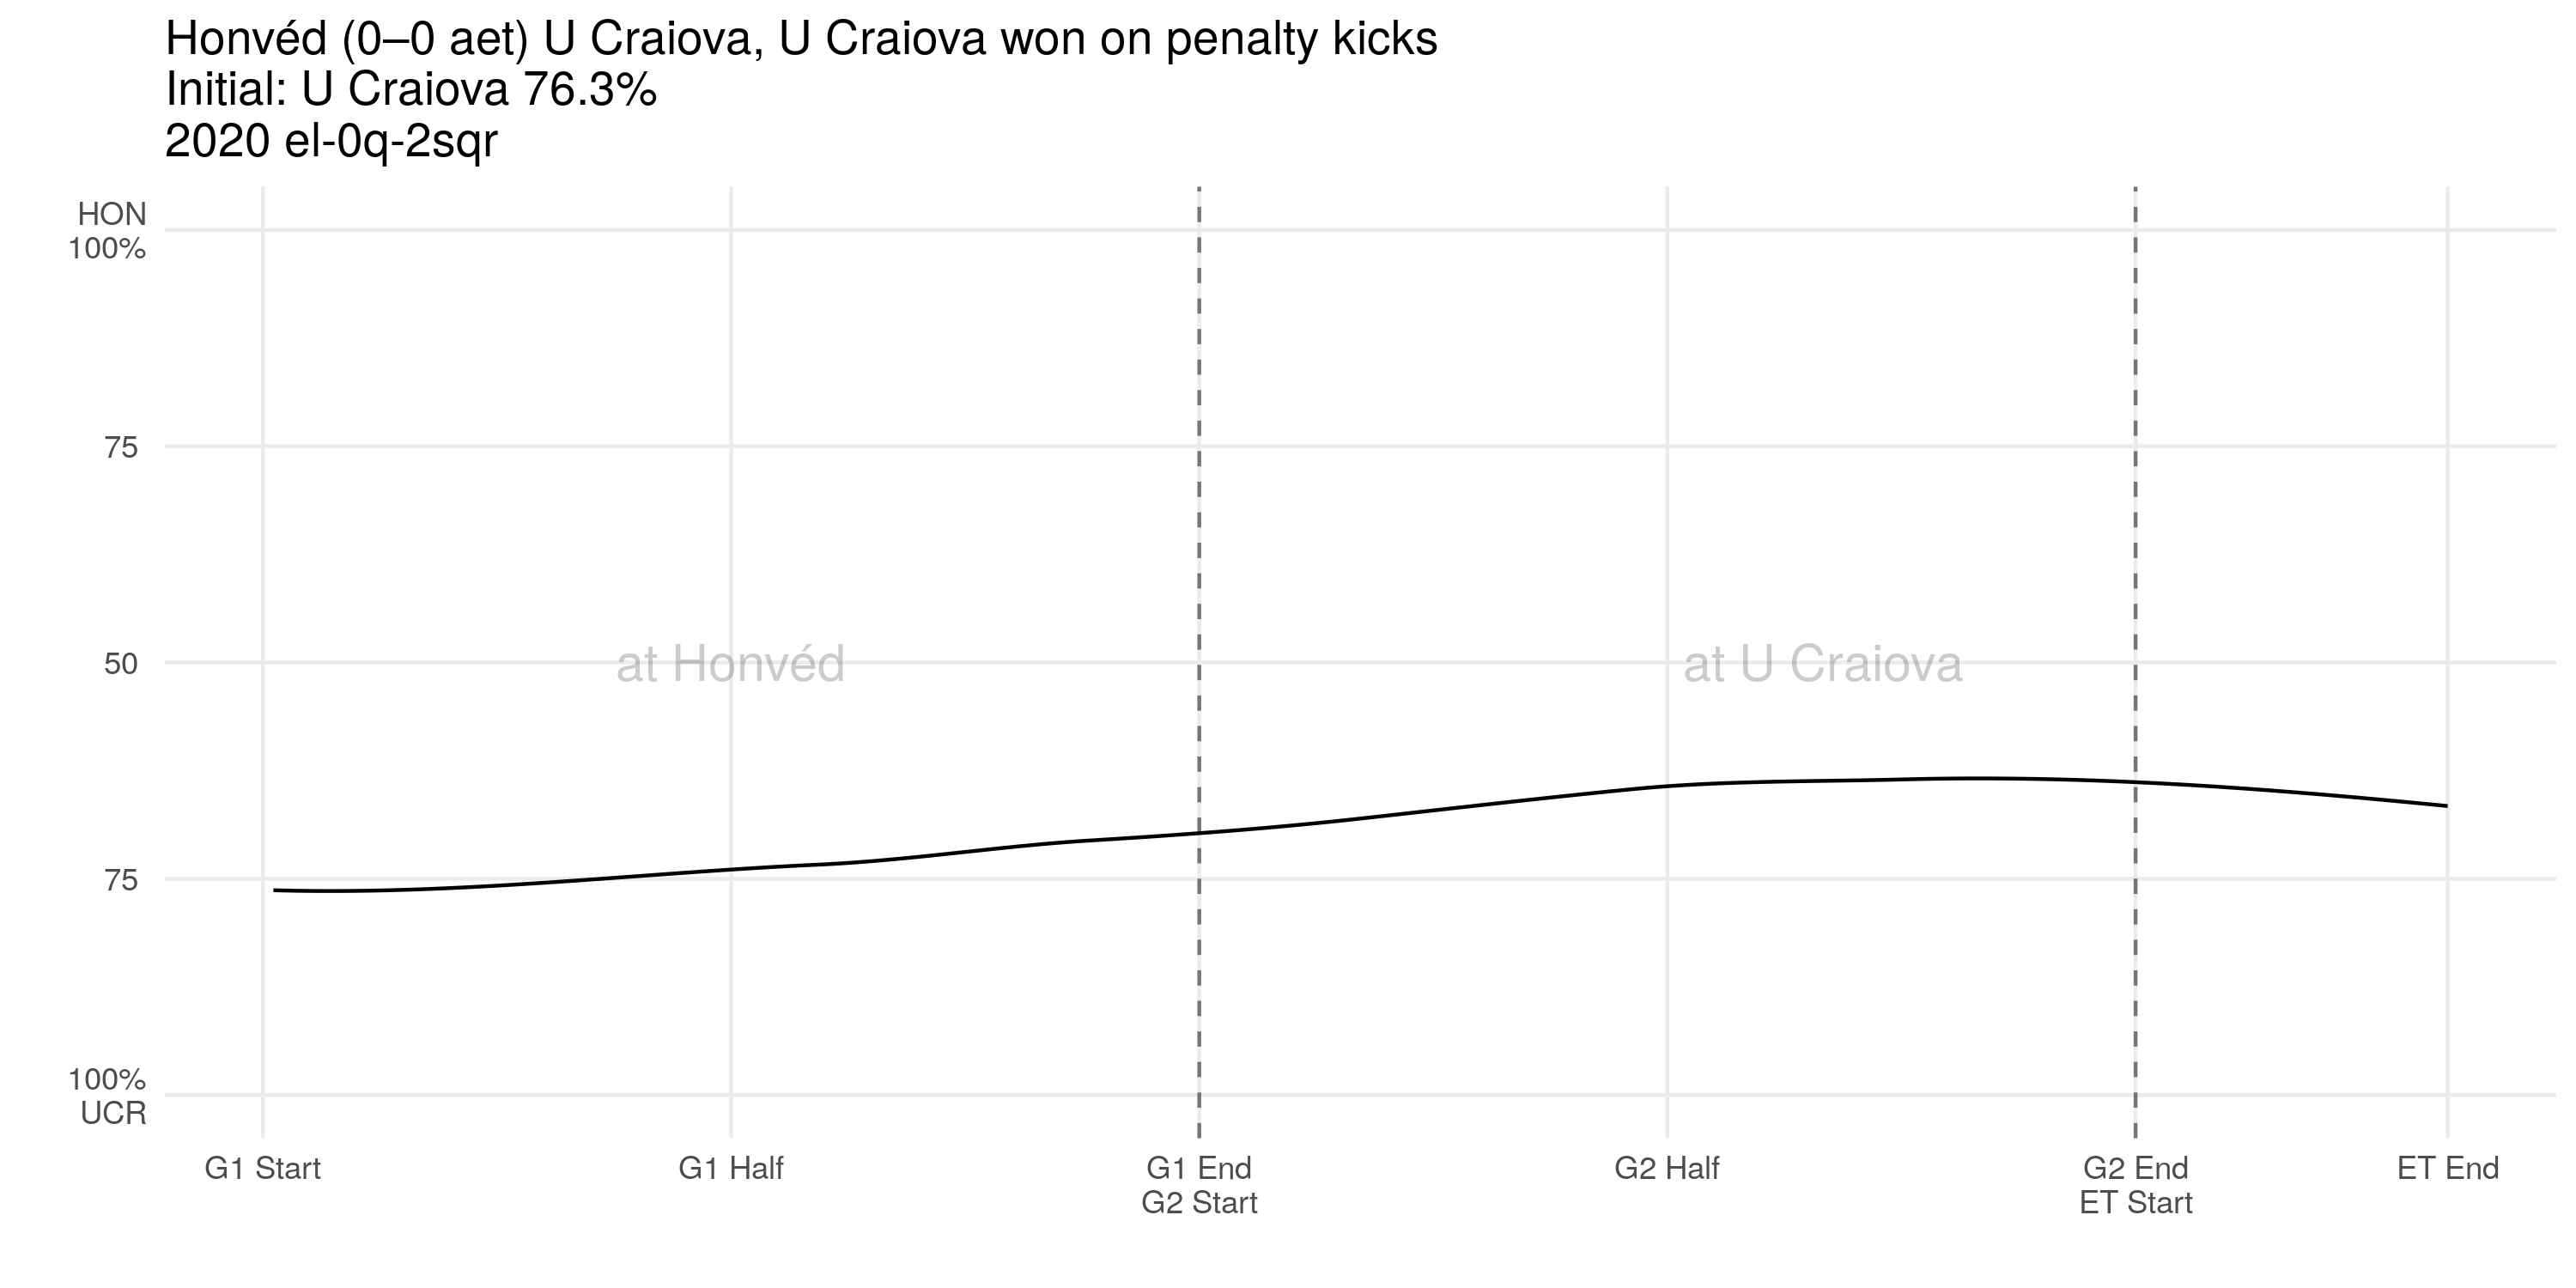 Honvéd (0–0 aet) U Craiova, U Craiova won on penalty kicks
Initial: U Craiova 76.3%
2020 el-0q-2sqr
HON
100%
75
50
75
100%
UCR
at Honvéd
at U Craiova
G1 Start
G1 Half
G1 End
G2 Start
G2 Half
G2 End
ET Start
ET End